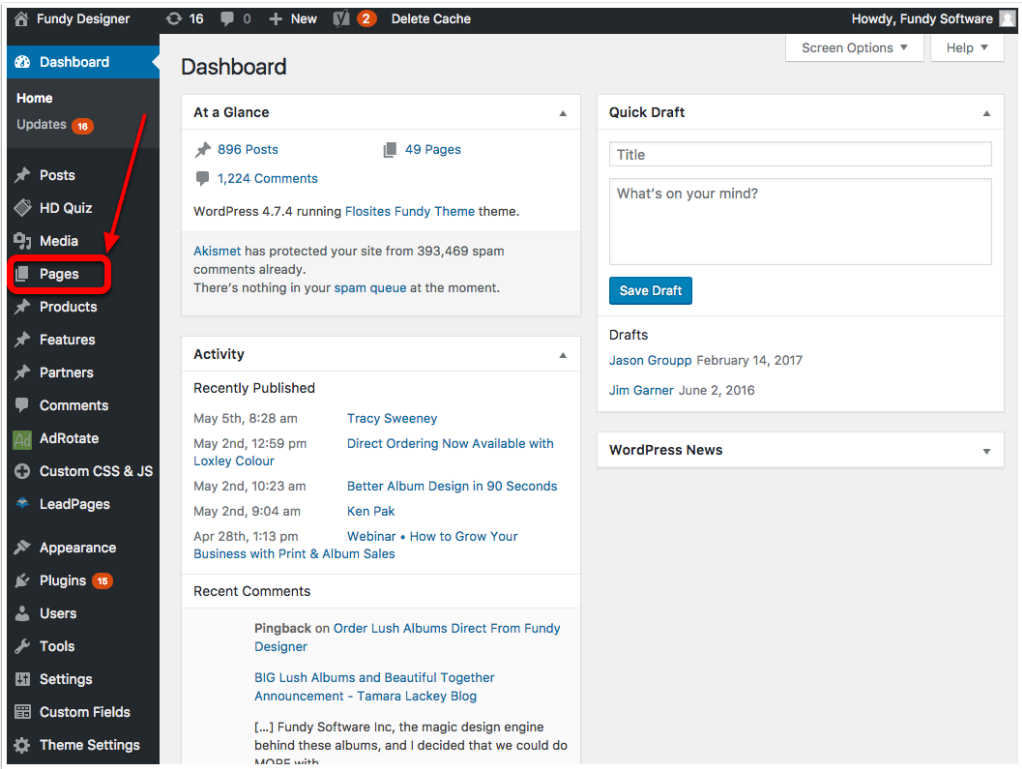 Fundy Designer 16 0 New 2 Delete Cache Howdy, Fundy Software
Screen Options Help
Dashboard
Home
Updates 16
Posts
HD Quiz
Media
Pages
Products
Features
Partners
Comments
Ad AdRotate
Custom CSS & JS
LeadPages
Appearance
Plugins 15
Users
Tools
Settings
Custom Fields
Theme Settings
Dashboard
At a Glance
896 Posts 49 Pages
1,224 Comments
WordPress 4.7.4 running Flosites Fundy Theme theme.
Akismet has protected your site from 393,469 spam
comments already.
There's nothing in your spam queue at the moment.
Activity
Recently Published
May 5th, 8:28 am Tracy Sweeney
May 2nd, 12:59 pm Direct Ordering Now Available with
Loxley Colour
May 2nd, 10:23 am Better Album Design in 90 Seconds
May 2nd, 9:04 am Ken Pak
Apr 28th, 1:13 pm Webinar • How to Grow Your
Business with Print & Album Sales
Recent Comments
Pingback on Order Lush Albums Direct From Fundy
Designer
BIG Lush Albums and Beautiful Together
Announcement - Tamara Lackey Blog
[...] Fundy Software Inc, the magic design engine
behind these albums, and I decided that we could do
MORE with
Quick Draft
Title
What's on your mind?
Save Draft
Drafts
Jason Groupp February 14, 2017
Jim Garner June 2, 2016
WordPress News